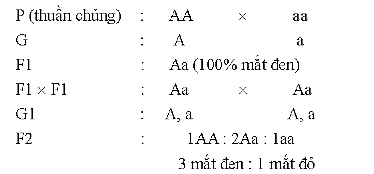 P (thuần chủng) : AA × aa
G : A a
F1 : Aa (100% mắt đen)
F1 × F1 : Aa × Aa
G1 : A, a A, a
F2 : 1AA : 2Aa : 1aa
3 mắt đen : 1 mắt đỏ